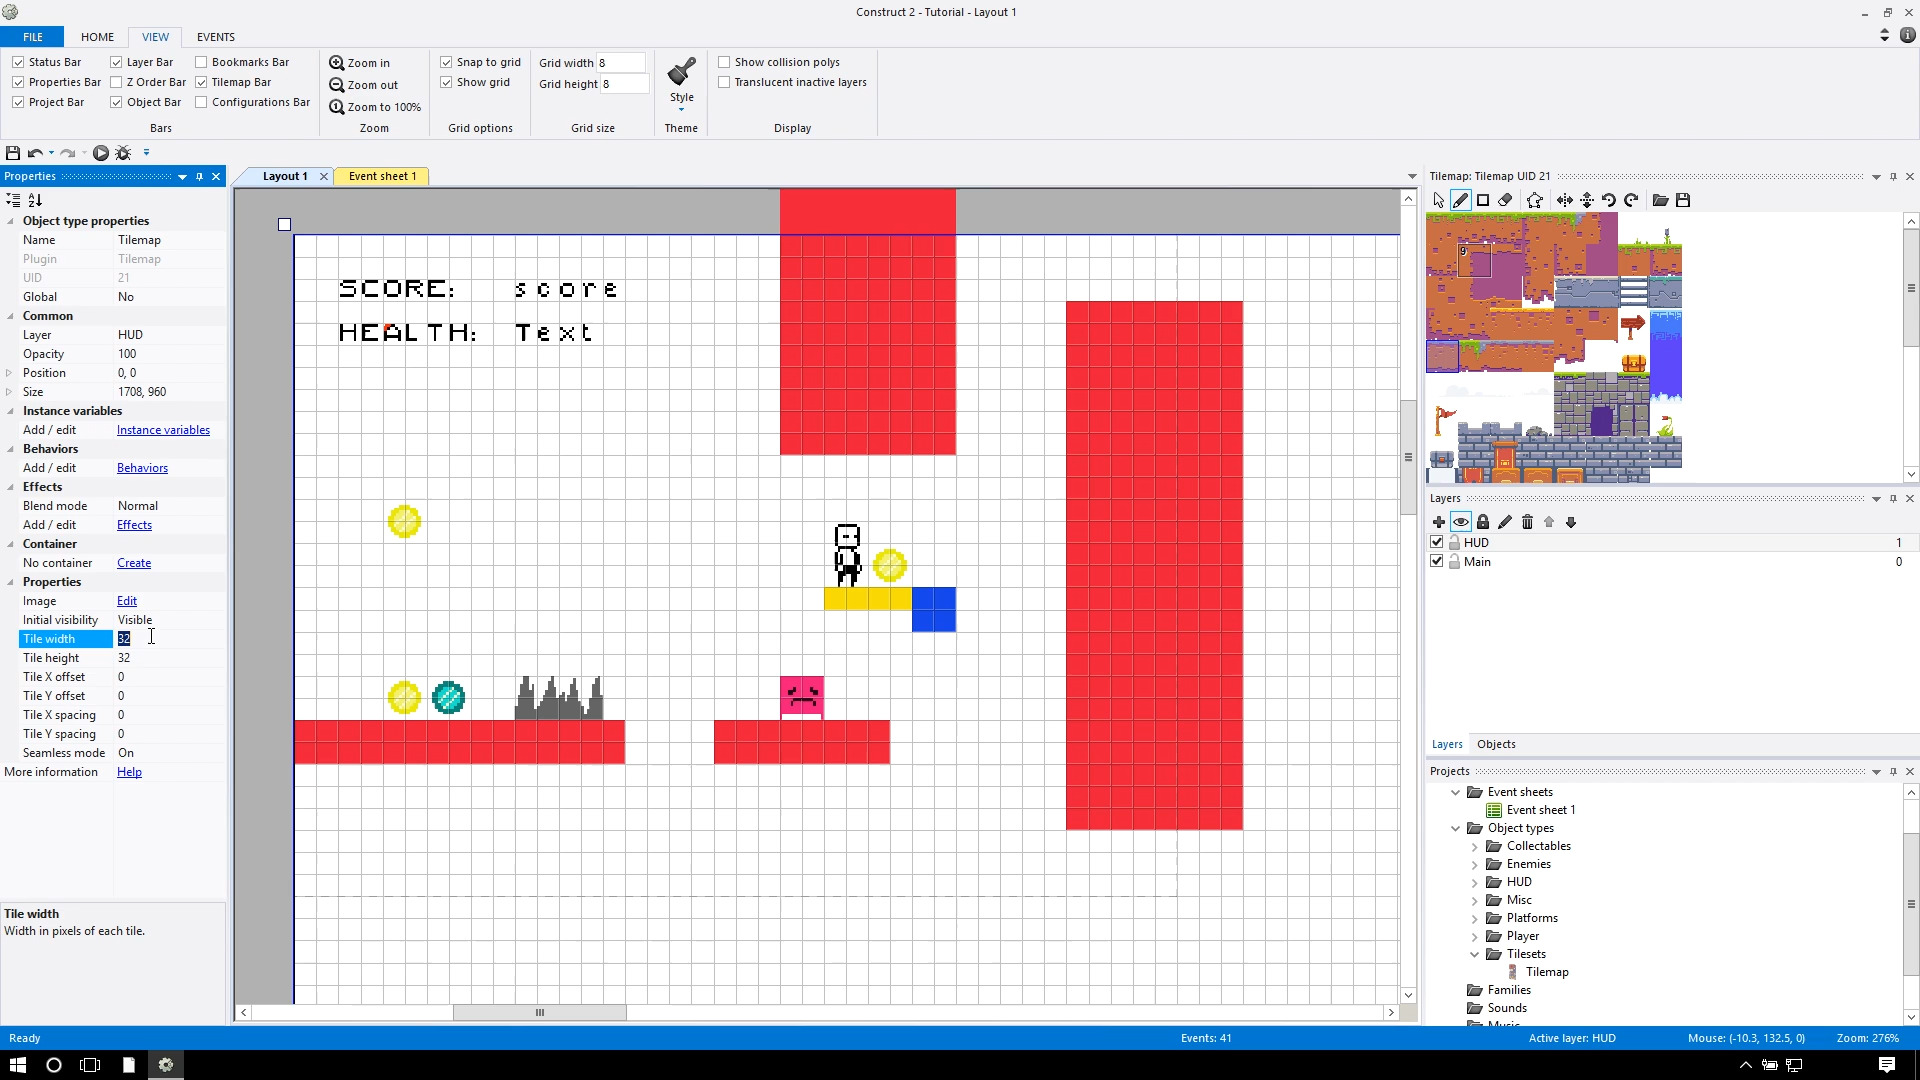 Construct 2 - Tutorial - Layout 1
FILE HOME VIEW EVENTS
Status Bar Layer Bar Bookmarks Bar Zoom in Snap to grid Grid width 8 Show collision polys
Properties Bar Z Order Bar Tilemap Bar Zoom out Show grid Grid height 8 Translucent inactive layers
Project Bar Object Bar Configurations Bar Zoom to 100% Style
Bars Zoom Grid options Grid size Theme Display
Properties
Layout 1
Event sheet 1
Object type properties
Name Tilemap
Plugin Tilemap
UID 21
Global No
Common
Layer HUD
Opacity 100
Position 0, 0
Size 1708, 960
Instance variables
Add / edit Instance variables
Behaviors
Add / edit Behaviors
Effects
Blend mode Normal
Add / edit Effects
Container
No container Create
Properties
Image Edit
Initial visibility Visible
Tile width 32
Tile height 32
Tile X offset 0
Tile Y offset 0
Tile X spacing 0
Tile Y spacing 0
Seamless mode On
More information Help
Tile width
Width in pixels of each tile.
SCORE: score
HEALTH: Text
Tilemap: Tilemap UID 21
9
Layers
HUD 1
Main 0
Layers Objects
Projects
Event sheets
Event sheet 1
Object types
Collectables
Enemies
HUD
Misc
Platforms
Player
Tilesets
Tilemap
Families
Sounds
Music
Ready Events: 41 Active layer: HUD Mouse: (-10.3, 132.5, 0) Zoom: 276%